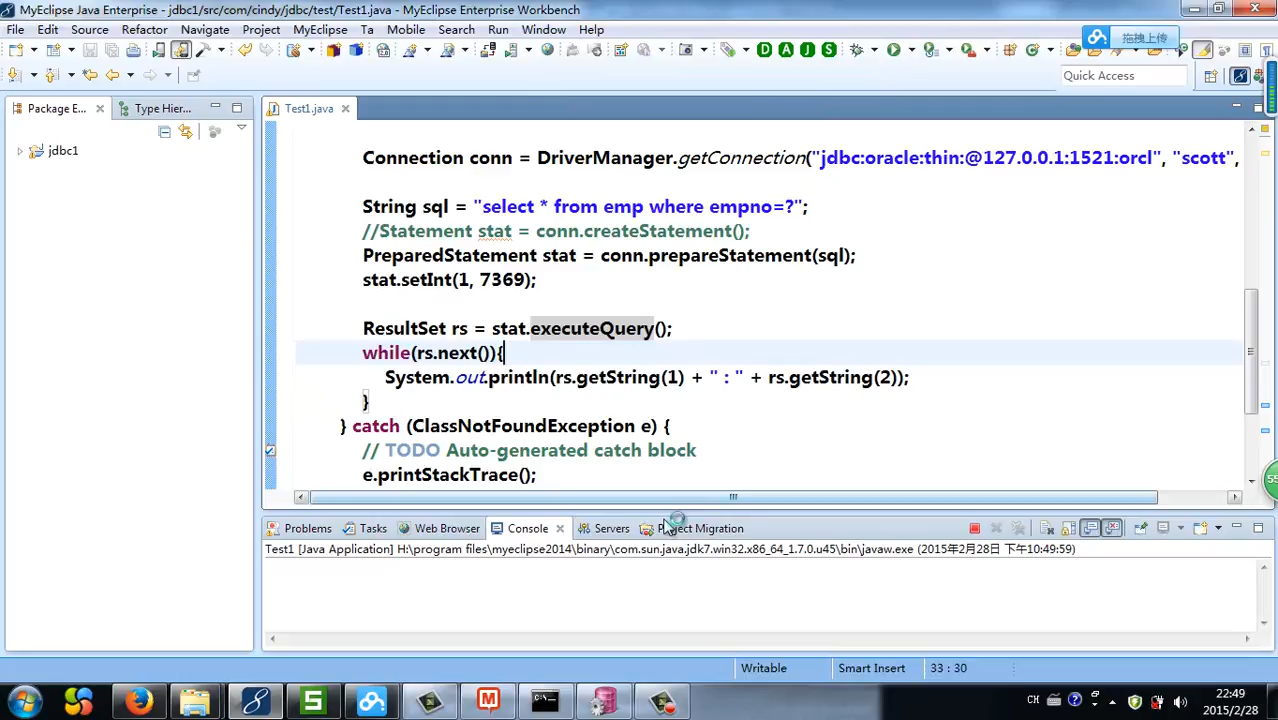 MyEclipse Java Enterprise - jdbc1/src/com/cindy/jdbc/test/Test1.java - MyEclipse Enterprise Workbench
File Edit Source Refactor Navigate Project MyEclipse Ta Mobile Search Run Window Help
拖拽上传
Quick Access
Package E...
Type Hier...
Test1.java
jdbc1
Connection conn = DriverManager.getConnection("jdbc:oracle:thin:@127.0.0.1:1521:orcl", "scott",
String sql = "select * from emp where empno=?";
//Statement stat = conn.createStatement();
PreparedStatement stat = conn.prepareStatement(sql);
stat.setInt(1, 7369);
ResultSet rs = stat.executeQuery();
while(rs.next()){
System.out.println(rs.getString(1) + " : " + rs.getString(2));
}
} catch (ClassNotFoundException e) {
// TODO Auto-generated catch block
e.printStackTrace();
55
Problems Tasks Web Browser Console Servers Project Migration
Test1 [Java Application] H:\program files\myeclipse2014\binary\com.sun.java.jdk7.win32.x86_64_1.7.0.u45\bin\javaw.exe (2015年2月28日 下午10:49:59)
Writable Smart Insert 33 : 30
CH
22:49
2015/2/28